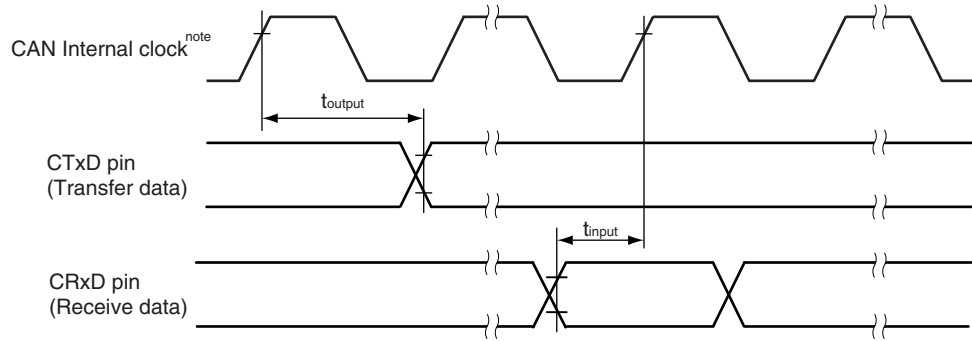 CAN Internal clock note
toutput
CTxD pin
(Transfer data)
tinput
CRxD pin
(Receive data)